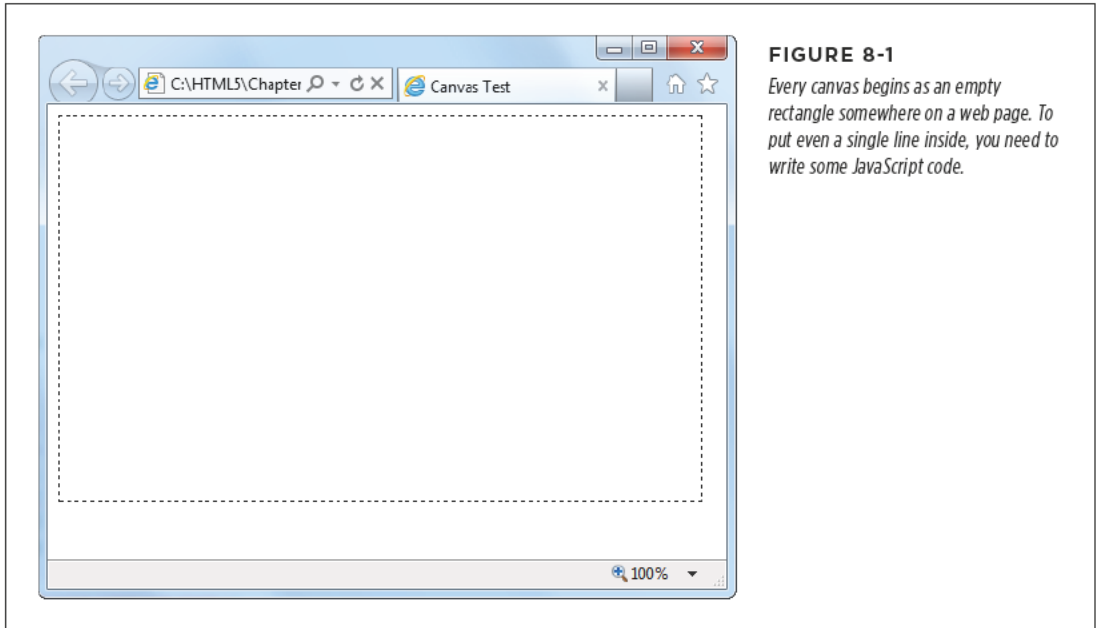 C:\HTML5\Chapter
Canvas Test
100%
FIGURE 8-1
Every canvas begins as an empty
rectangle somewhere on a web page. To
put even a single line inside, you need to
write some JavaScript code.